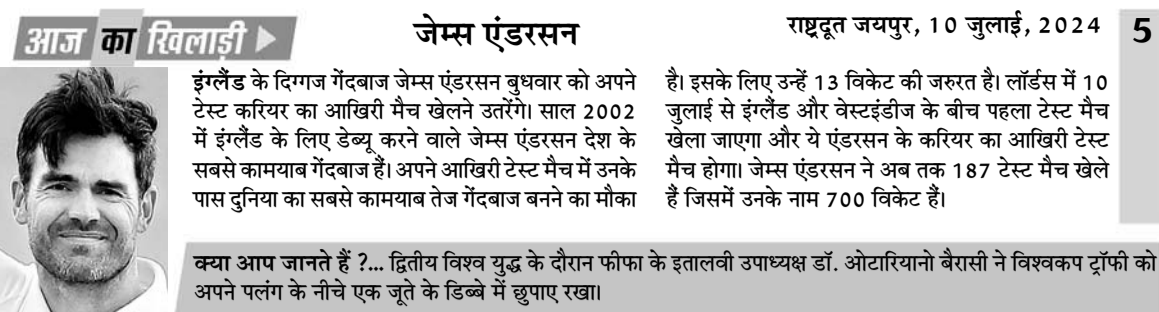 आज का खिलाड़ी
जेम्स एंडरसन
राष्ट्रदूत जयपुर, 10 जुलाई, 2024
5
इंग्लैंड के दिग्गज गेंदबाज जेम्स एंडरसन बुधवार को अपने
टेस्ट करियर का आखिरी मैच खेलने उतरेंगे। साल 2002
में इंग्लैंड के लिए डेब्यू करने वाले जेम्स एंडरसन देश के
सबसे कामयाब गेंदबाज हैं। अपने आखिरी टेस्ट मैच में उनके
पास दुनिया का सबसे कामयाब तेज गेंदबाज बनने का मौका
है। इसके लिए उन्हें 13 विकेट की जरुरत है। लॉर्डस में 10
जुलाई से इंग्लैंड और वेस्टइंडीज के बीच पहला टेस्ट मैच
खेला जाएगा और ये एंडरसन के करियर का आखिरी टेस्ट
मैच होगा। जेम्स एंडरसन ने अब तक 187 टेस्ट मैच खेले
हैं जिसमें उनके नाम 700 विकेट हैं।
क्या आप जानते हैं ?... द्वितीय विश्व युद्ध के दौरान फीफा के इतालवी उपाध्यक्ष डॉ. ओटारियानो बैरासी ने विश्वकप ट्रॉफी को
अपने पलंग के नीचे एक जूते के डिब्बे में छुपाए रखा।